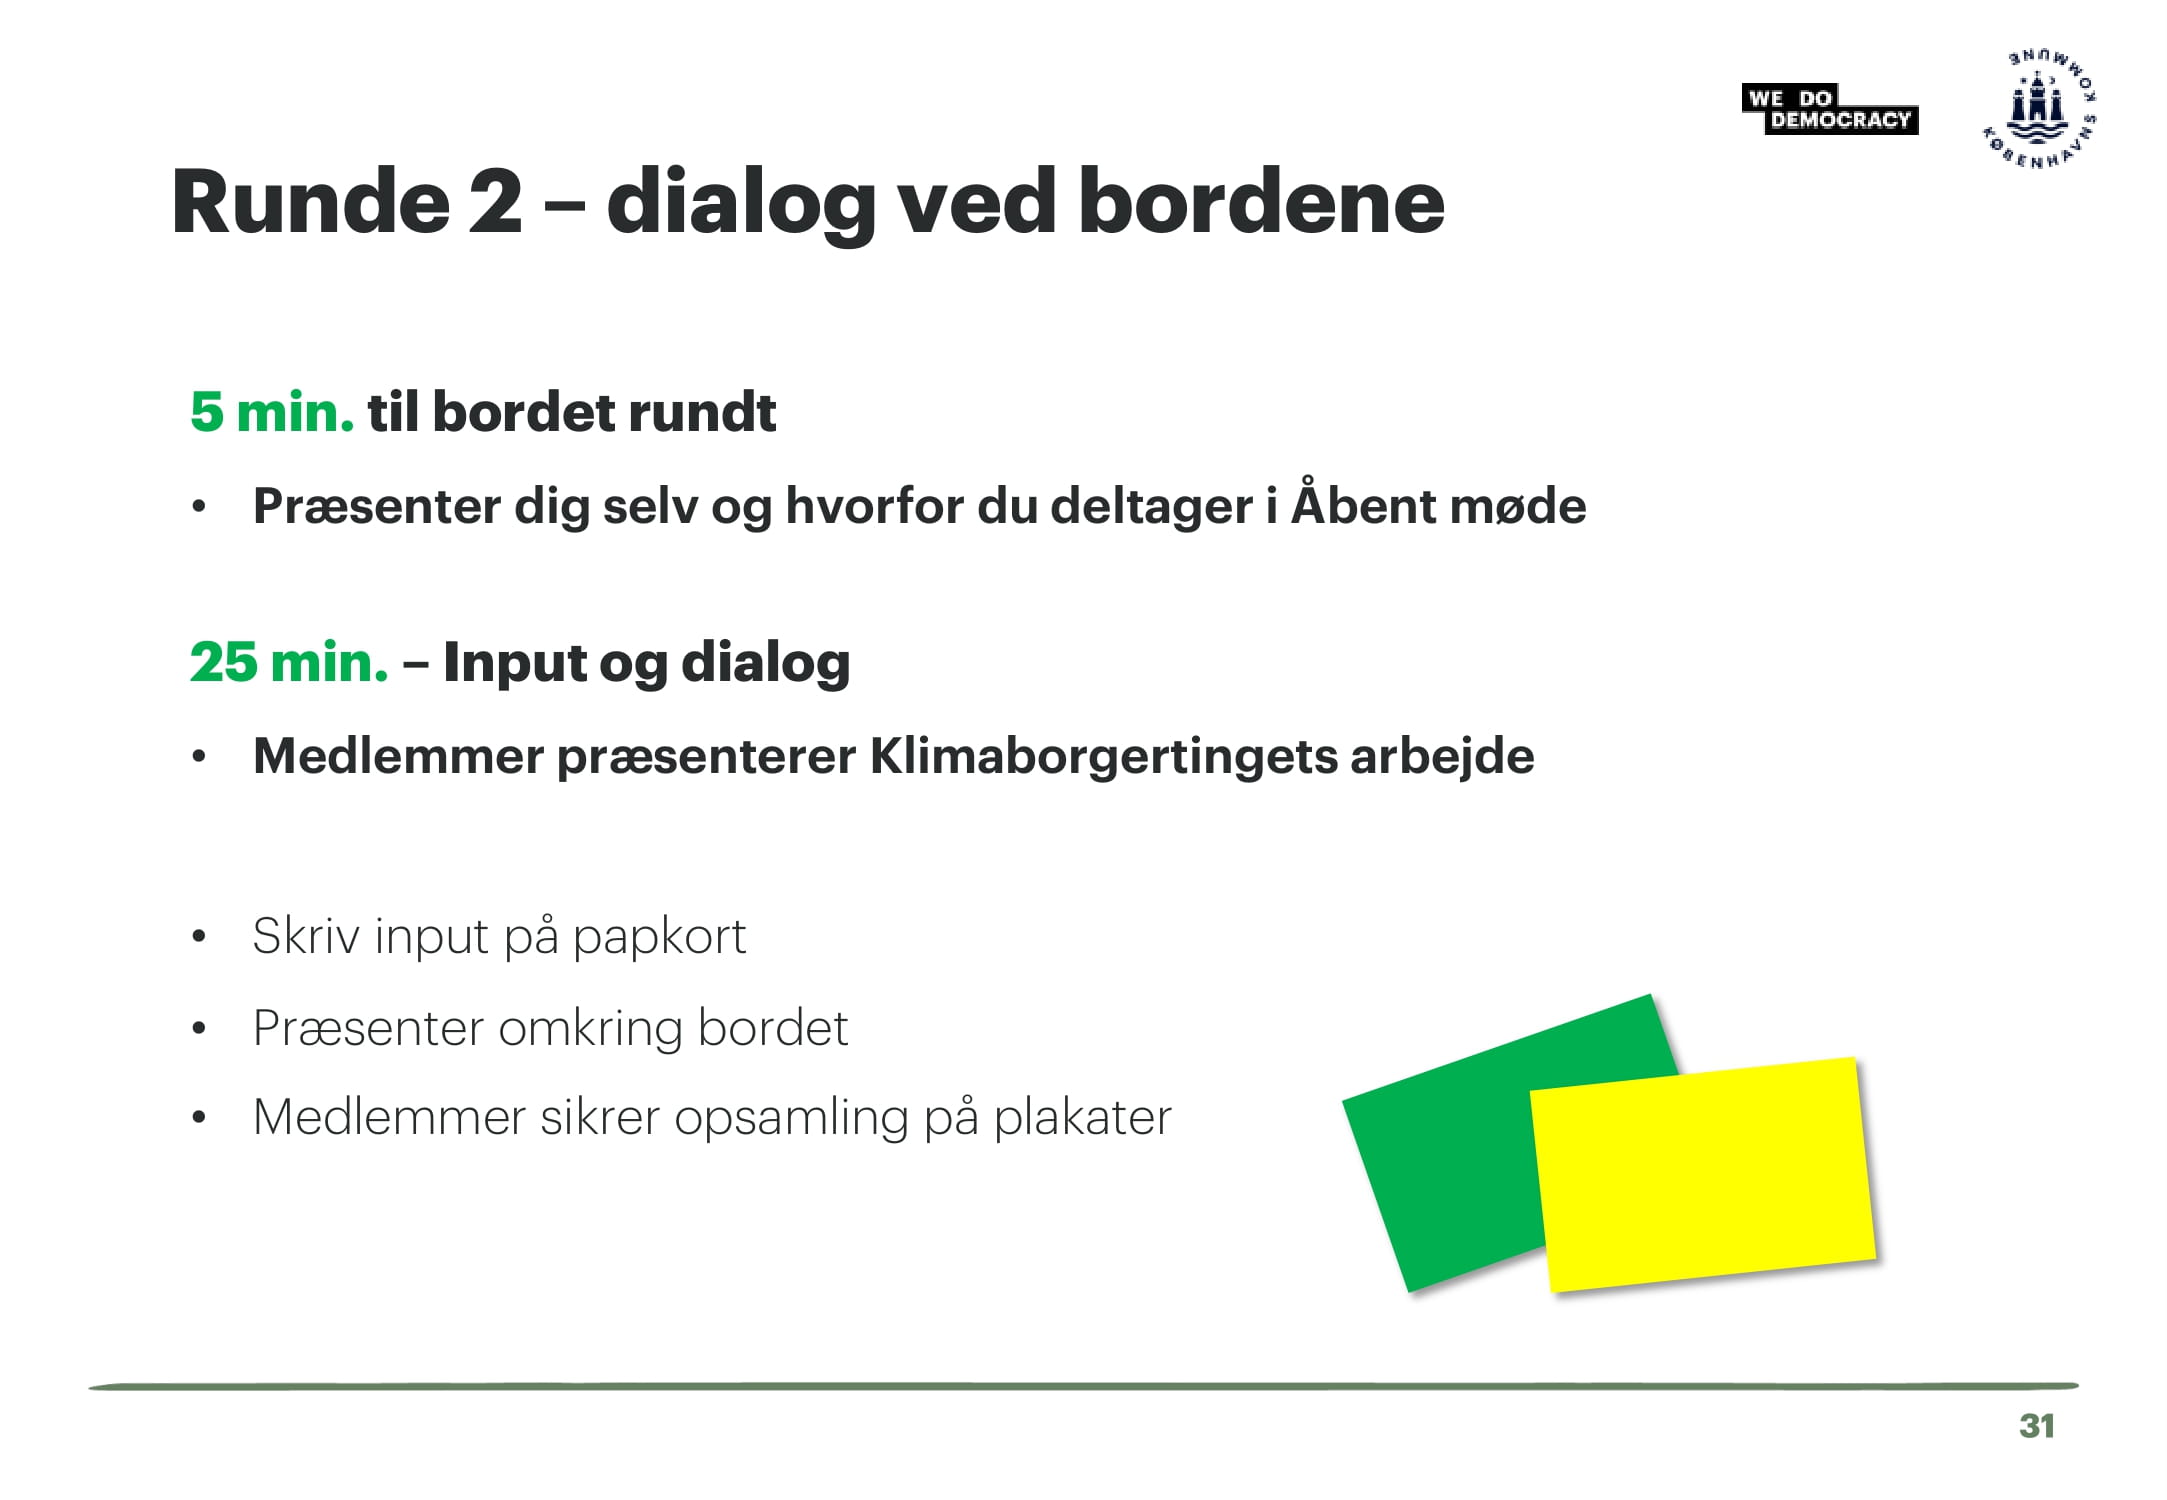 WE DO
DEMOCRACY
KØBENHAVNS KOMMUNE
Runde 2 – dialog ved bordene
5 min. til bordet rundt
• Præsenter dig selv og hvorfor du deltager i Åbent møde
25 min. – Input og dialog
• Medlemmer præsenterer Klimaborgertingets arbejde
• Skriv input på papkort
• Præsenter omkring bordet
• Medlemmer sikrer opsamling på plakater
31